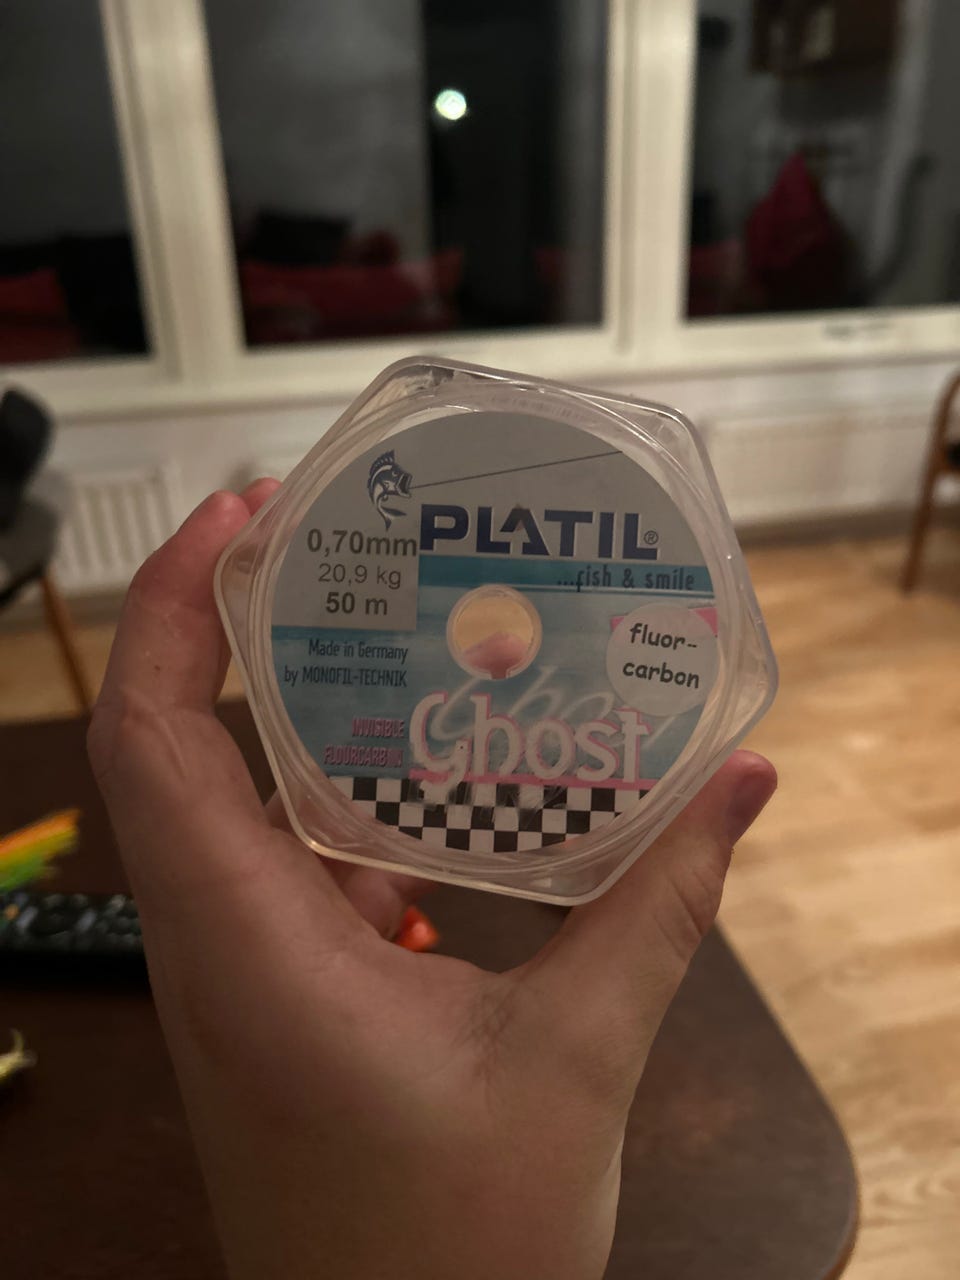 PLATIL®
...fish & smile
0,70mm
20,9 kg
50 m
Made in Germany
by MONOFIL-TECHNIK
fluor-
carbon
INVISIBLE
FLOURCARBON
Ghost